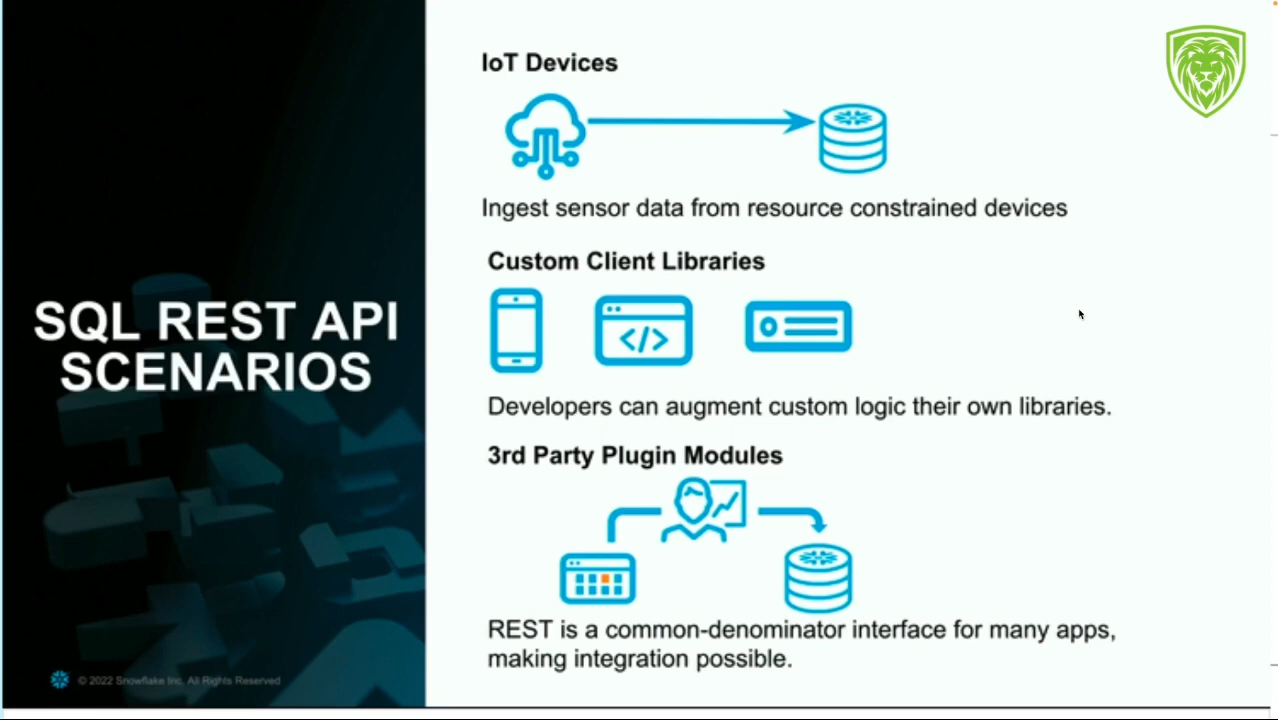 SQL REST API
SCENARIOS
© 2022 Snowflake Inc. All Rights Reserved
IoT Devices
Ingest sensor data from resource constrained devices
Custom Client Libraries
</>
Developers can augment custom logic their own libraries.
3rd Party Plugin Modules
REST is a common-denominator interface for many apps,
making integration possible.